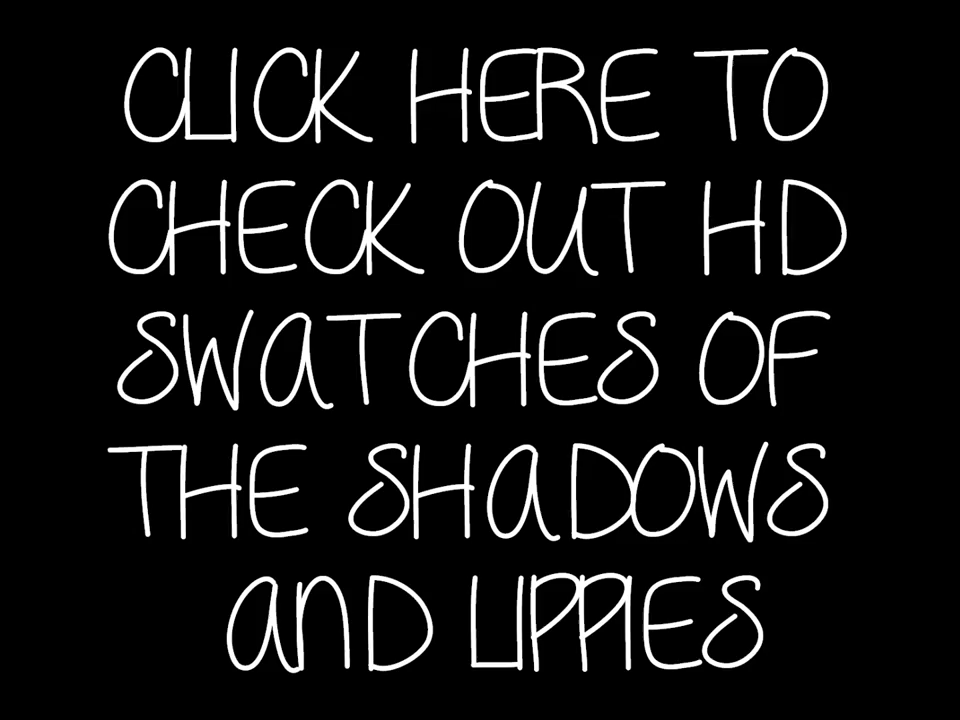 CLICK HERE TO
CHECK OUT HD
SWATCHES OF
THE SHADOWS
AND LIPPIES